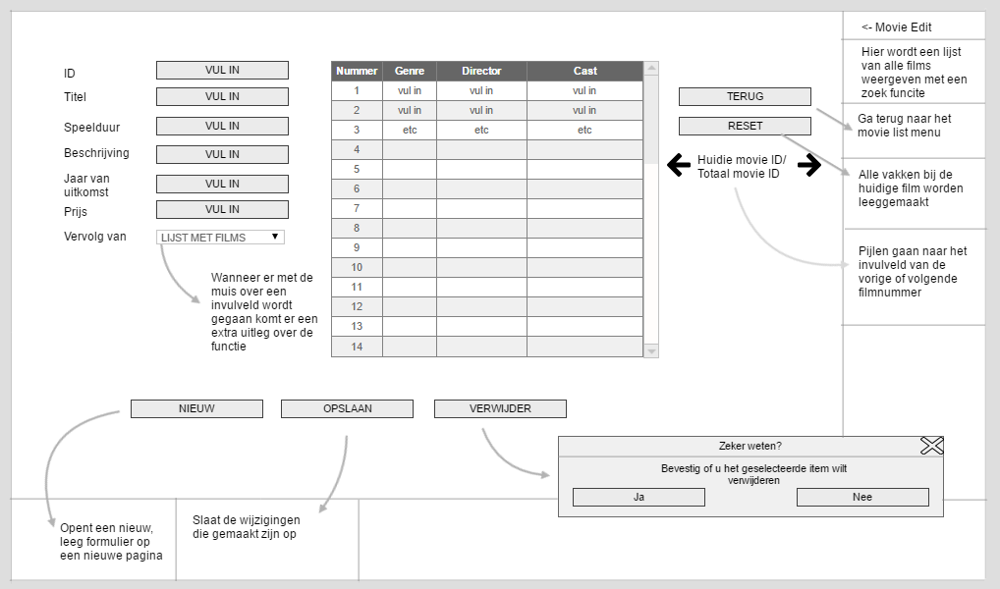 <- Movie Edit
Hier wordt een lijst
van alle films
weergeven met een
zoek funcite
Ga terug naar het
movie list menu
Alle vakken bij de
huidige film worden
leeggemaakt
Pijlen gaan naar het
invulveld van de
vorige of volgende
filmnummer
ID
VUL IN
Titel
VUL IN
Speelduur
VUL IN
Beschrijving
VUL IN
Jaar van
uitkomst
VUL IN
Prijs
VUL IN
Vervolg van
LIJST MET FILMS
Wanneer er met de
muis over een
invulveld wordt
gegaan komt er een
extra uitleg over de
functie
Nummer Genre Director Cast
1 vul in vul in vul in
2 vul in vul in vul in
3 etc etc etc
4
5
6
7
8
9
10
11
12
13
14
TERUG
RESET
Huidie movie ID/
Totaal movie ID
NIEUW
OPSLAAN
VERWIJDER
Zeker weten?
Bevestig of u het geselecteerde item wilt
verwijderen
Ja
Nee
Opent een nieuw,
leeg formulier op
een nieuwe pagina
Slaat de wijzigingen
die gemaakt zijn op